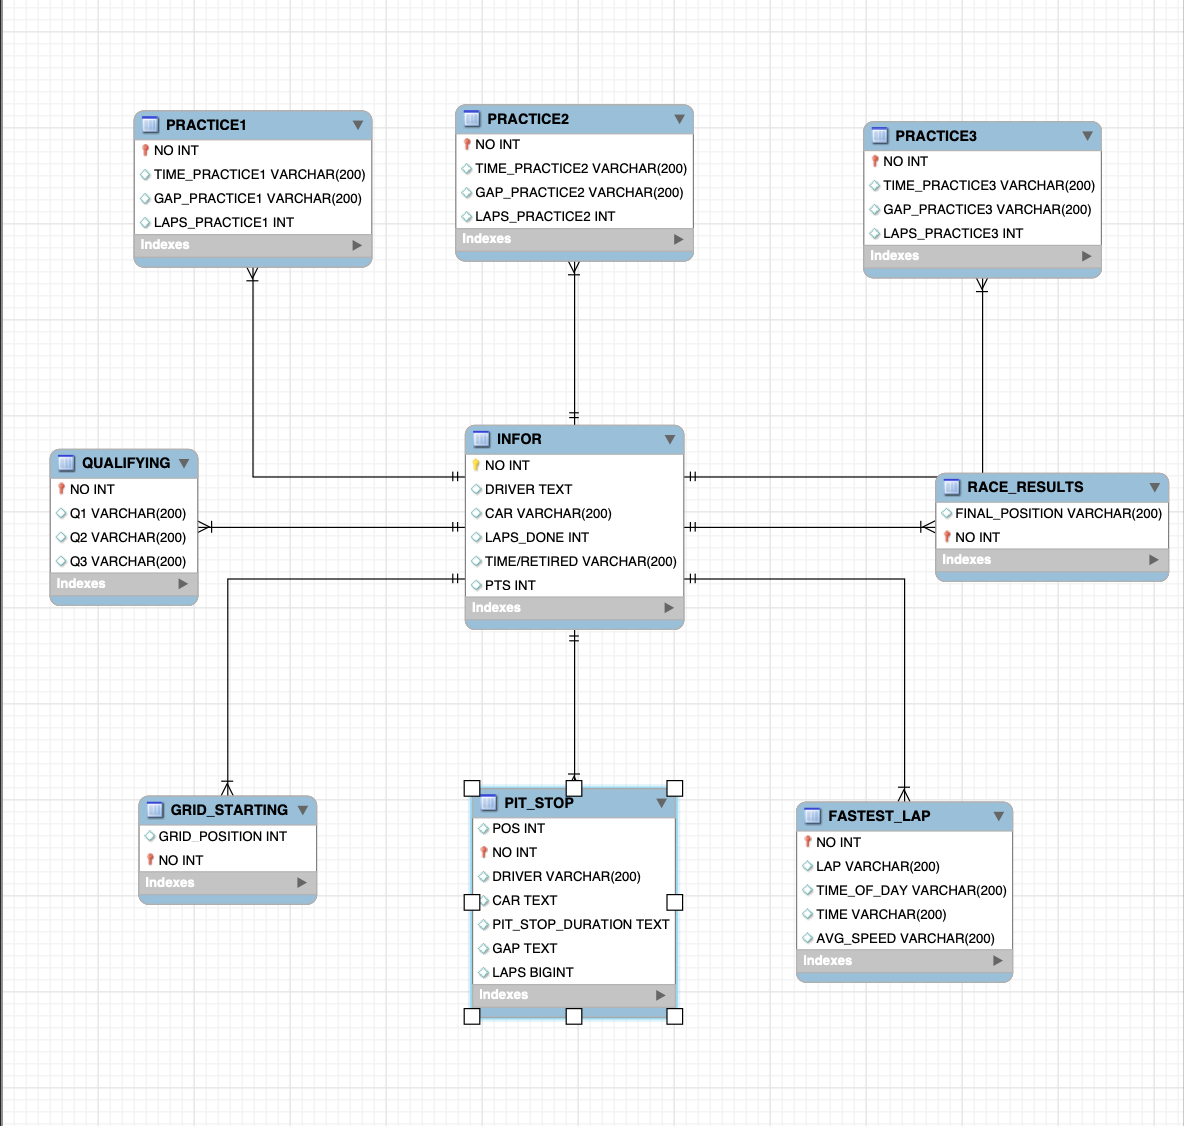 PRACTICE1
NO INT
TIME_PRACTICE1 VARCHAR(200)
GAP_PRACTICE1 VARCHAR(200)
LAPS_PRACTICE1 INT
Indexes
PRACTICE2
NO INT
TIME_PRACTICE2 VARCHAR(200)
GAP_PRACTICE2 VARCHAR(200)
LAPS_PRACTICE2 INT
Indexes
PRACTICE3
NO INT
TIME_PRACTICE3 VARCHAR(200)
GAP_PRACTICE3 VARCHAR(200)
LAPS_PRACTICE3 INT
Indexes
QUALIFYING
NO INT
Q1 VARCHAR(200)
Q2 VARCHAR(200)
Q3 VARCHAR(200)
Indexes
INFOR
NO INT
DRIVER TEXT
CAR VARCHAR(200)
LAPS_DONE INT
TIME/RETIRED VARCHAR(200)
PTS INT
Indexes
RACE_RESULTS
FINAL_POSITION VARCHAR(200)
NO INT
Indexes
GRID_STARTING
GRID_POSITION INT
NO INT
Indexes
PIT_STOP
POS INT
NO INT
DRIVER VARCHAR(200)
CAR TEXT
PIT_STOP_DURATION TEXT
GAP TEXT
LAPS BIGINT
Indexes
FASTEST_LAP
NO INT
LAP VARCHAR(200)
TIME_OF_DAY VARCHAR(200)
TIME VARCHAR(200)
AVG_SPEED VARCHAR(200)
Indexes